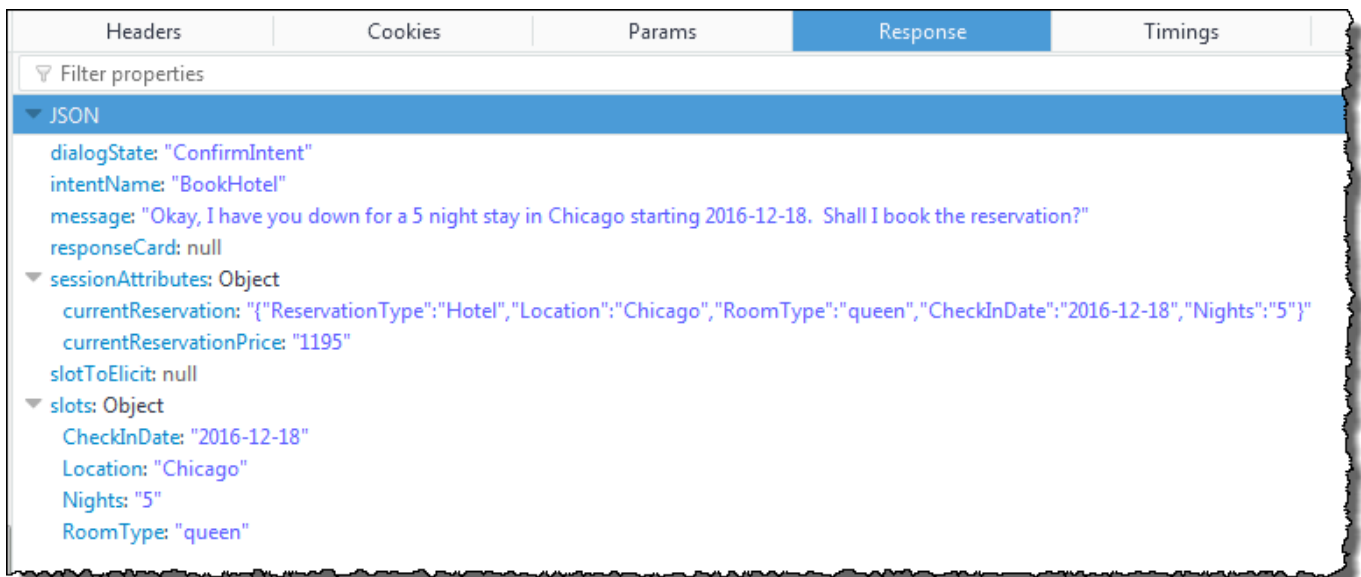 Headers Cookies Params Response Timings
Filter properties
JSON
dialogState: "ConfirmIntent"
intentName: "BookHotel"
message: "Okay, I have you down for a 5 night stay in Chicago starting 2016-12-18.  Shall I book the reservation?"
responseCard: null
sessionAttributes: Object
currentReservation: "{"ReservationType":"Hotel","Location":"Chicago","RoomType":"queen","CheckInDate":"2016-12-18","Nights":"5"}"
currentReservationPrice: "1195"
slotToElicit: null
slots: Object
CheckInDate: "2016-12-18"
Location: "Chicago"
Nights: "5"
RoomType: "queen"